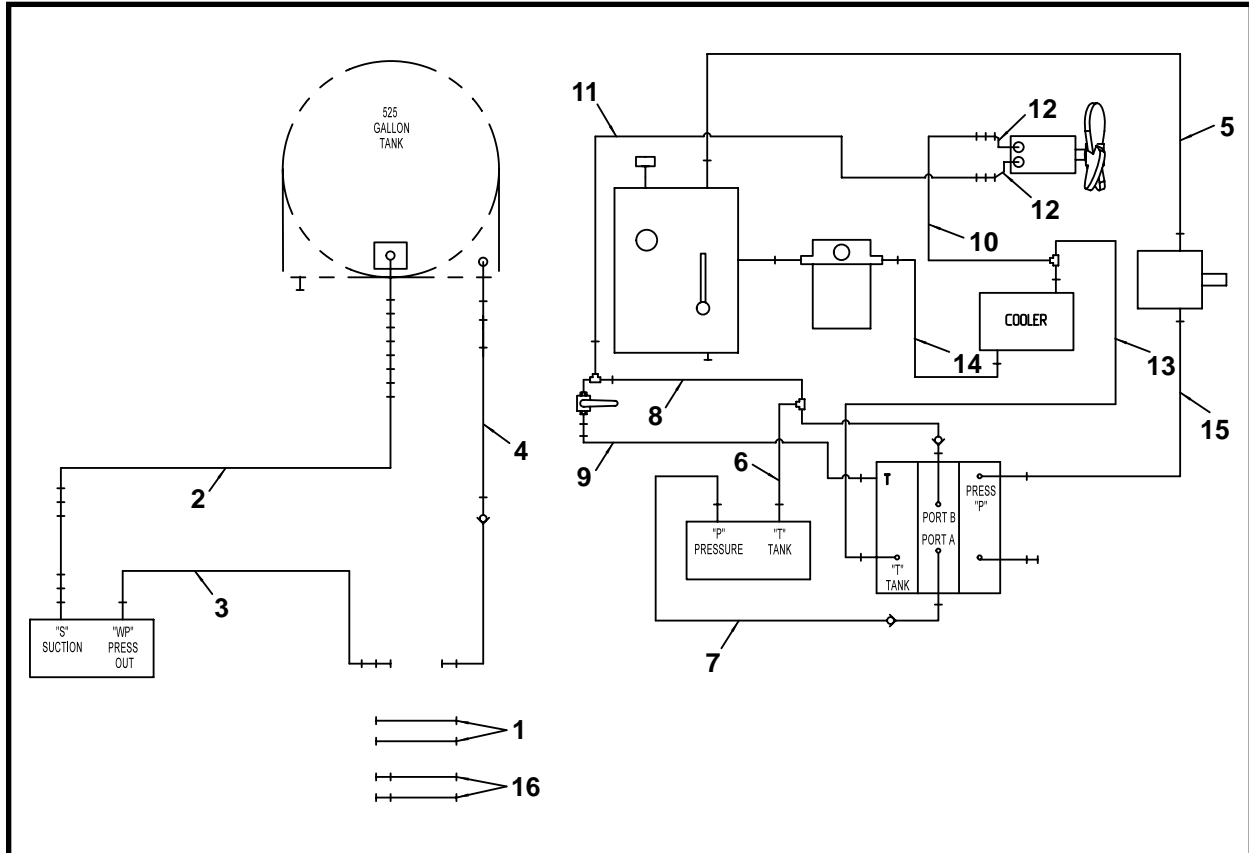 525
GALLON
TANK
11
12
5
12
10
COOLER
14
13
8
15
4
9
6
2
T
PRESS
"P"
PORT B
PORT A
"P"
PRESSURE
"T"
TANK
"T"
TANK
3
"S"
SUCTION
"WP"
PRESS
OUT
7
1
16